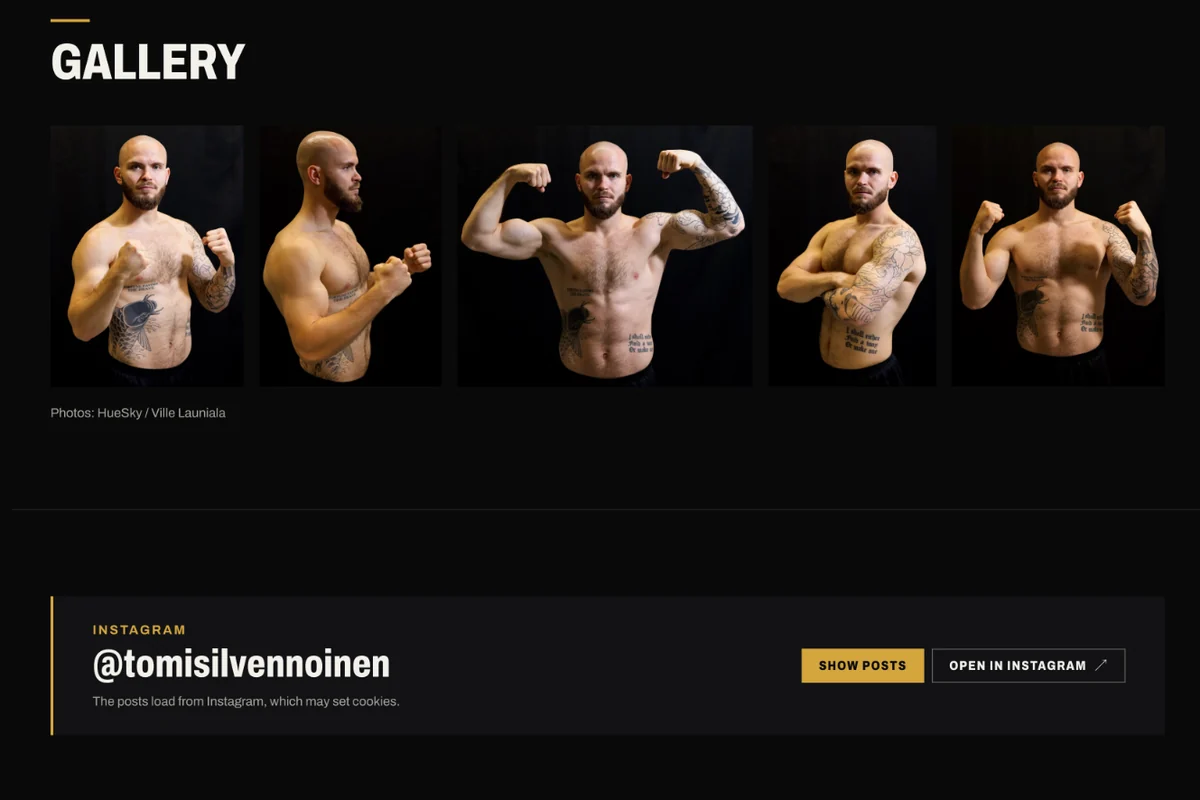 GALLERY
Photos: HueSky / Ville Launiala
INSTAGRAM
@tomisilvennoinen
The posts load from Instagram, which may set cookies.
SHOW POSTS
OPEN IN INSTAGRAM